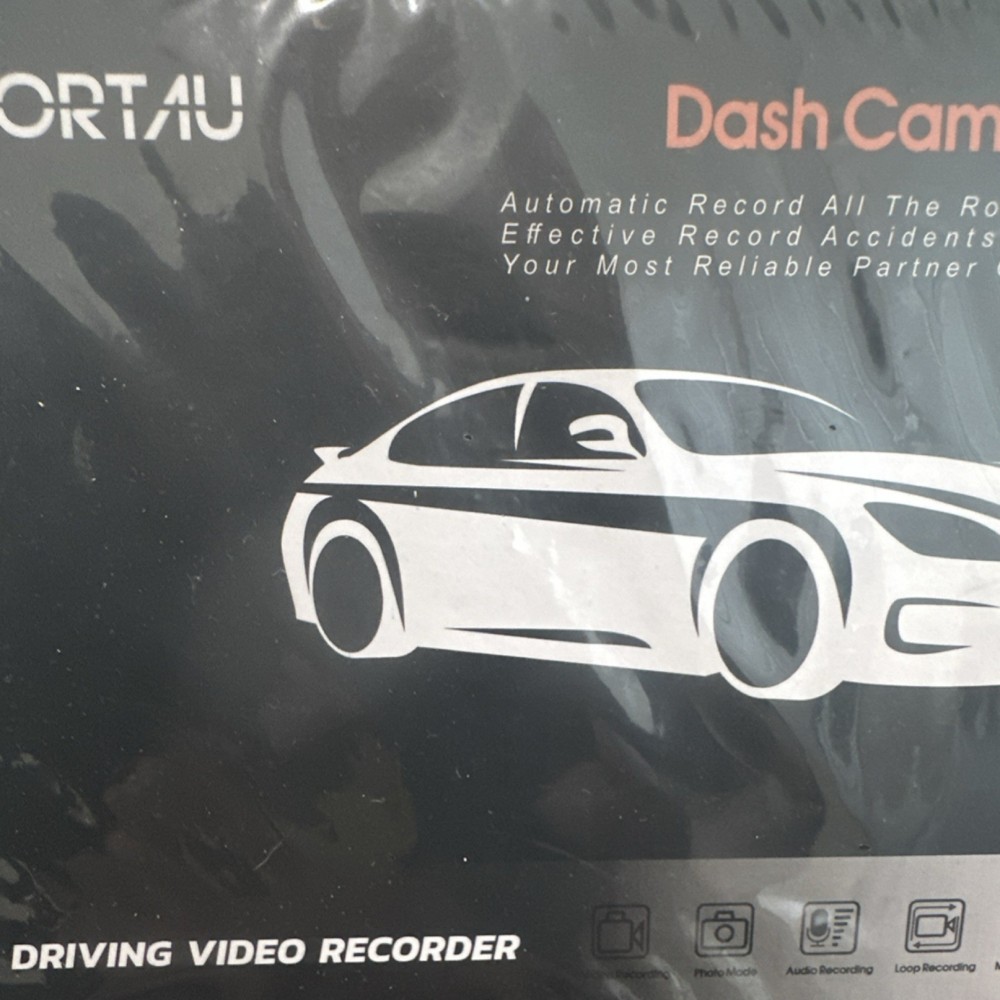 ORTAU
Dash Cam
Automatic Record All The Ro
Effective Record Accidents
Your Most Reliable Partner
DRIVING VIDEO RECORDER
Recording
Photo Mode
Audio Recording
Loop Recording